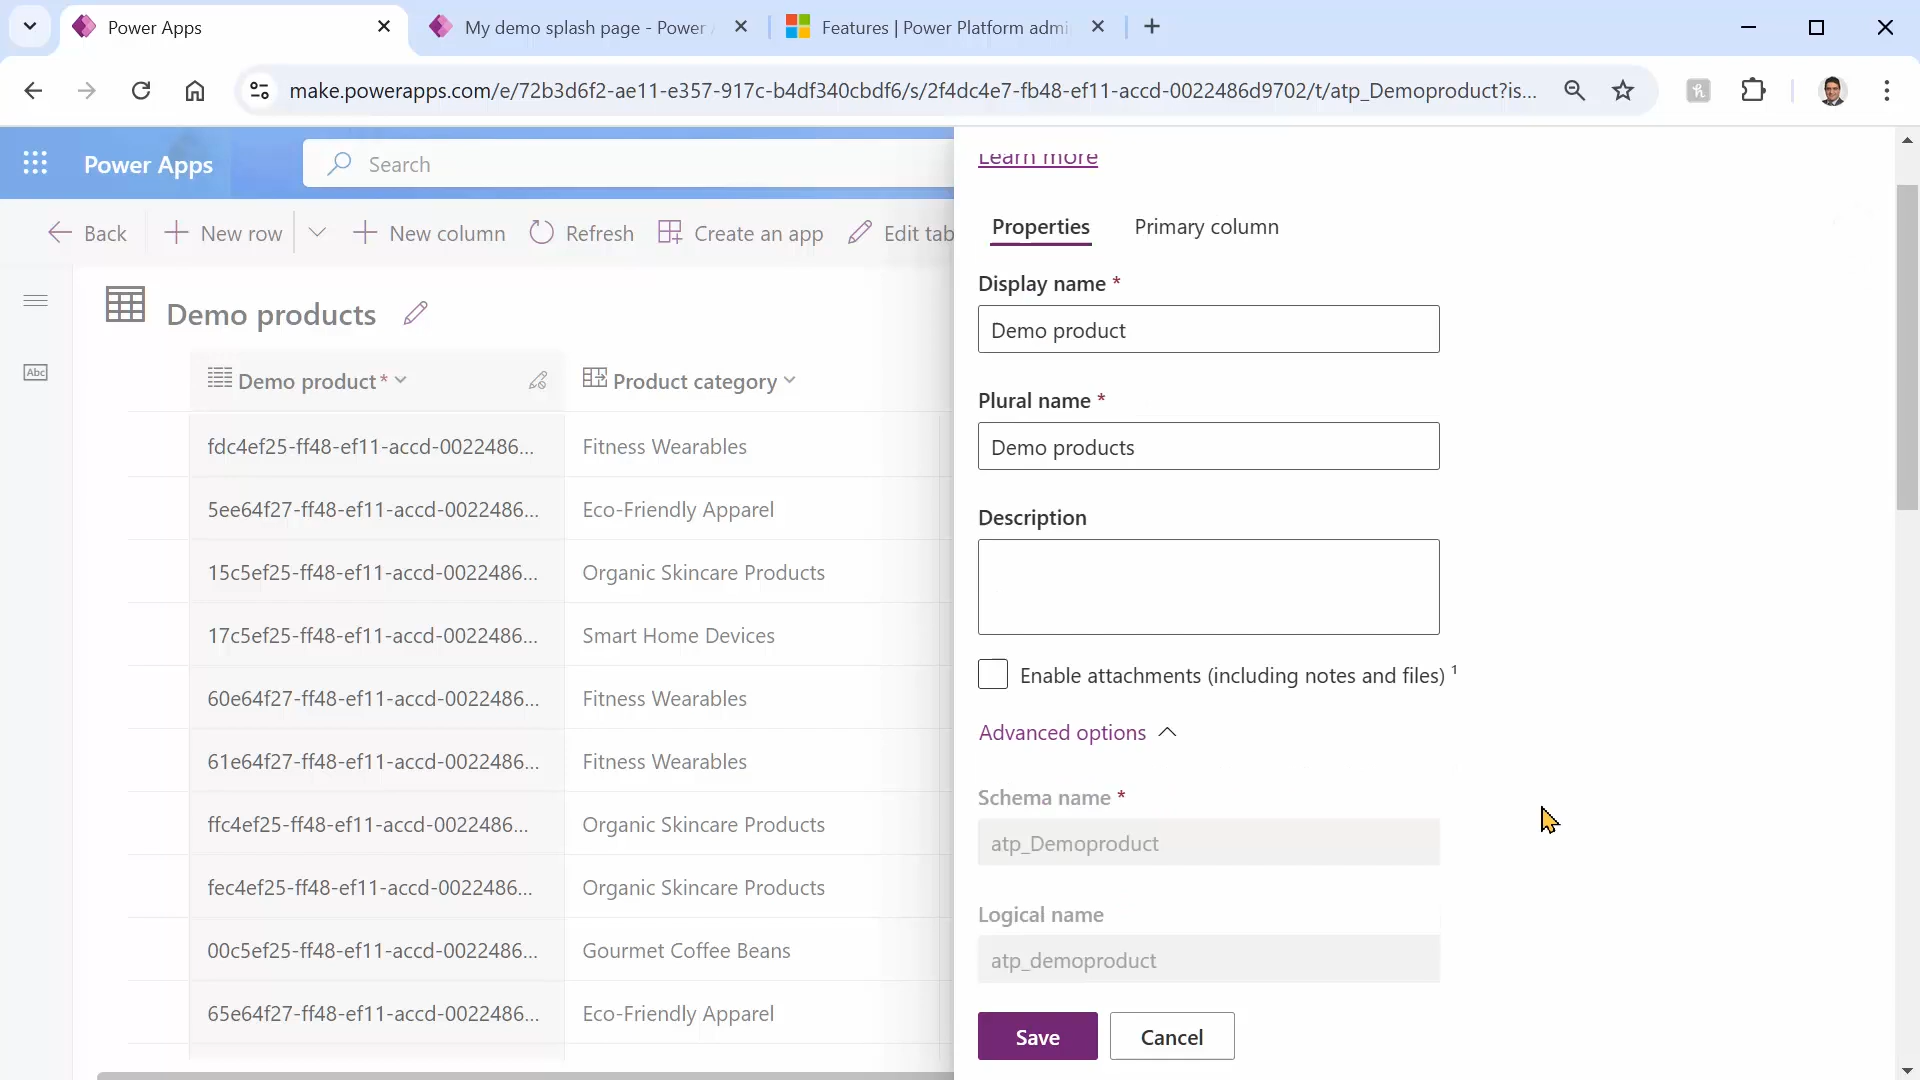 Power Apps
My demo splash page - Power
Features | Power Platform admi
make.powerapps.com/e/72b3d6f2-ae11-e357-917c-b4df340cbdf6/s/2f4dc4e7-fb48-ef11-accd-0022486d9702/t/atp_Demoproduct?is...
Power Apps
Search
Back
New row
New column
Refresh
Create an app
Edit tab
Abc
Demo products
Demo product *
Product category
fdc4ef25-ff48-ef11-accd-0022486...
Fitness Wearables
5ee64f27-ff48-ef11-accd-0022486...
Eco-Friendly Apparel
15c5ef25-ff48-ef11-accd-0022486...
Organic Skincare Products
17c5ef25-ff48-ef11-accd-0022486...
Smart Home Devices
60e64f27-ff48-ef11-accd-0022486...
Fitness Wearables
61e64f27-ff48-ef11-accd-0022486...
Fitness Wearables
ffc4ef25-ff48-ef11-accd-0022486...
Organic Skincare Products
fec4ef25-ff48-ef11-accd-0022486...
Organic Skincare Products
00c5ef25-ff48-ef11-accd-0022486...
Gourmet Coffee Beans
65e64f27-ff48-ef11-accd-0022486...
Eco-Friendly Apparel
Learn more
Properties
Primary column
Display name *
Demo product
Plural name *
Demo products
Description
Enable attachments (including notes and files) ¹
Advanced options
Schema name *
atp_Demoproduct
Logical name
atp_demoproduct
Save
Cancel